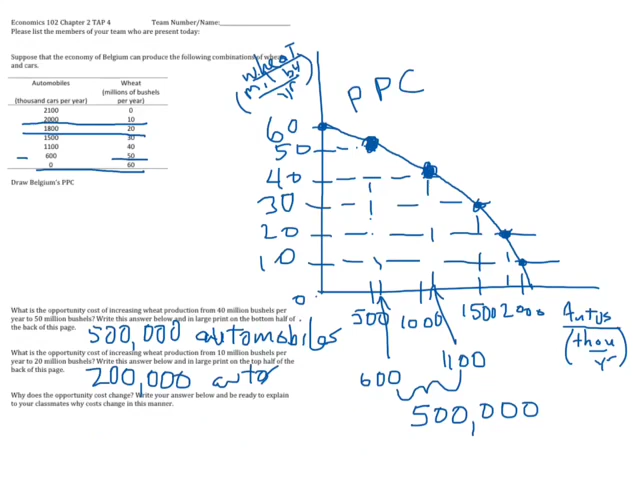 Economics 102 Chapter 2 TAP 4 Team Number/Name:
Please list the members of your team who are present today:
Suppose that the economy of Belgium can produce the following combinations of wheat
and cars.
Automobiles Wheat
(millions of bushels
(thousand cars per year) per year)
2100 0
2000 10
1800 20
1500 30
1100 40
600 50
0 60
Draw Belgium's PPC
Wheat
(mil by
yr)
PPC
60
50
40
30
20
10
0
500 1000 1500 2000 Autos
(thou
yr)
600
1100
500,000
What is the opportunity cost of increasing wheat production from 40 million bushels per
year to 50 million bushels? Write this answer below and in large print on the bottom half of
the back of this page.
500,000 automobiles
What is the opportunity cost of increasing wheat production from 10 million bushels per
year to 20 million bushels? Write this answer below and in large print on the top half of the
back of this page.
200,000 auto
Why does the opportunity cost change? Write your answer below and be ready to explain
to your classmates why costs change in this manner.